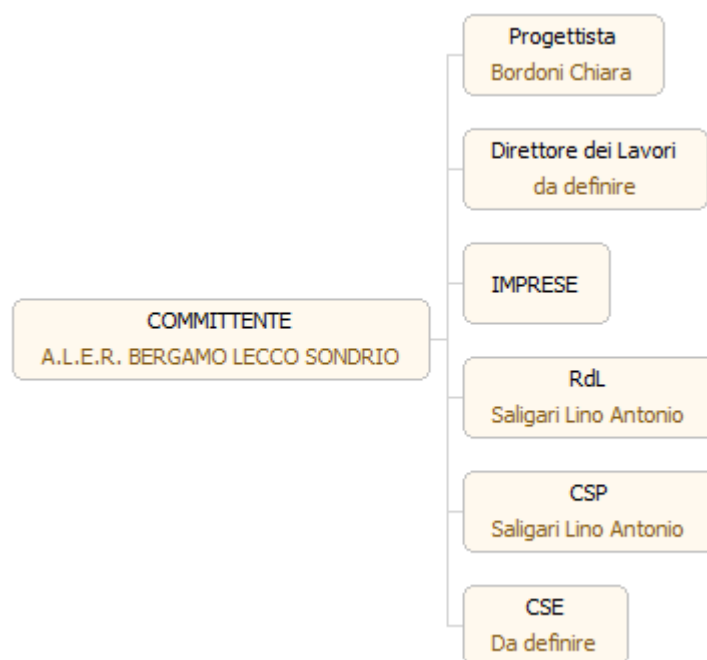 Progettista
Bordoni Chiara
Direttore dei Lavori
da definire
IMPRESE
COMMITTENTE
A.L.E.R. BERGAMO LECCO SONDRIO
RdL
Saligari Lino Antonio
CSP
Saligari Lino Antonio
CSE
Da definire